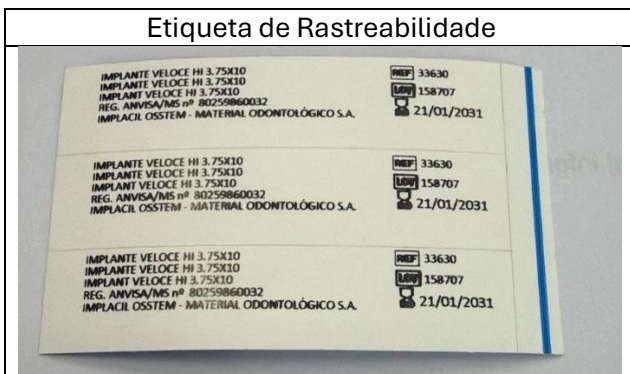 Etiqueta de Rastreabilidade
IMPLANTE VELOCE HI 3.75X10
IMPLANTE VELOCE HI 3.75X10
IMPLANT VELOCE HI 3.75X10
REG. ANVISA/MS nº 80259860032
IMPLACIL OSSTEM - MATERIAL ODONTOLÓGICO S.A.
REF 33630
LOT 158707
21/01/2031
IMPLANTE VELOCE HI 3.75X10
IMPLANTE VELOCE HI 3.75X10
IMPLANT VELOCE HI 3.75X10
REG. ANVISA/MS nº 80259860032
IMPLACIL OSSTEM - MATERIAL ODONTOLÓGICO S.A.
REF 33630
LOT 158707
21/01/2031
IMPLANTE VELOCE HI 3.75X10
IMPLANTE VELOCE HI 3.75X10
IMPLANT VELOCE HI 3.75X10
REG. ANVISA/MS nº 80259860032
IMPLACIL OSSTEM - MATERIAL ODONTOLÓGICO S.A.
REF 33630
LOT 158707
21/01/2031